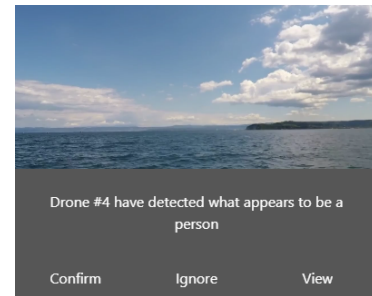 Drone #4 have detected what appears to be a
person
Confirm Ignore View